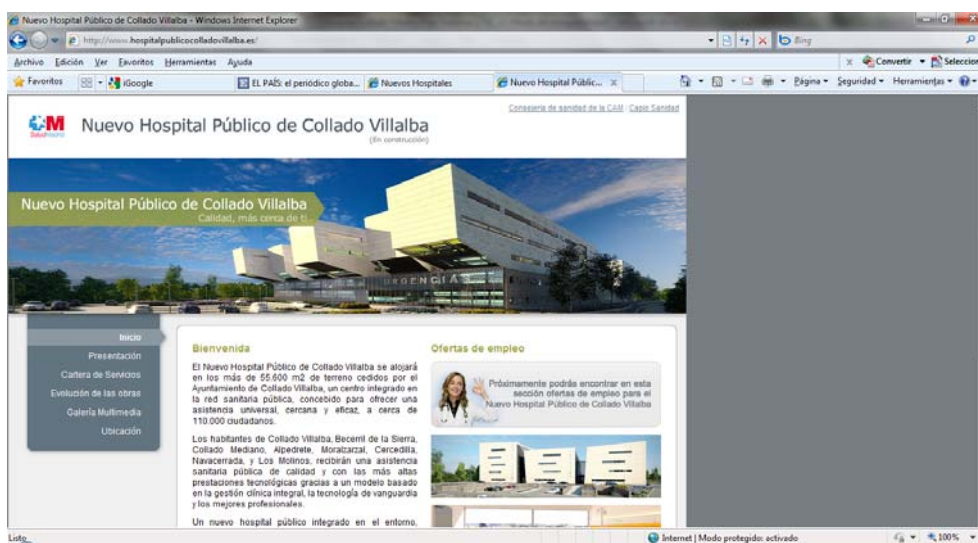 Nuevo Hospital Público de Collado Villalba - Windows Internet Explorer
http://www.hospitalpublicocolladovillalba.es/
Bing
Archivo Edición Ver Favoritos Herramientas Ayuda
x Convertir Seleccion
Favoritos iGoogle EL PAÍS: el periódico globa... Nuevos Hospitales Nuevo Hospital Públic... x Página Seguridad Herramientas
Consejería de sanidad de la CAM Capio Sanidad
SaludMadrid
Nuevo Hospital Público de Collado Villalba
(En construcción)
Nuevo Hospital Público de Collado Villalba
Calidad, más cerca de ti
URGENCIAS
Inicio
Presentación
Cartera de Servicios
Evolución de las obras
Galería Multimedia
Ubicación
Bienvenida
El Nuevo Hospital Público de Collado Villalba se alojará
en los más de 55.600 m2 de terreno cedidos por el
Ayuntamiento de Collado Villalba, un centro integrado en
la red sanitaria pública, concebido para ofrecer una
asistencia universal, cercana y eficaz, a cerca de
110.000 ciudadanos.
Los habitantes de Collado Villalba, Becerril de la Sierra,
Collado Mediano, Alpedrete, Moralzarzal, Cercedilla,
Navacerrada, y Los Molinos, recibirán una asistencia
sanitaria pública de calidad y con las más altas
prestaciones tecnológicas gracias a un modelo basado
en la gestión clínica integral, la tecnología de vanguardia
y los mejores profesionales.
Un nuevo hospital público integrado en el entorno,
Ofertas de empleo
Próximamente podrás encontrar en esta
sección ofertas de empleo para el
Nuevo Hospital Público de Collado Villalba
Listo
Internet | Modo protegido: activado
100%